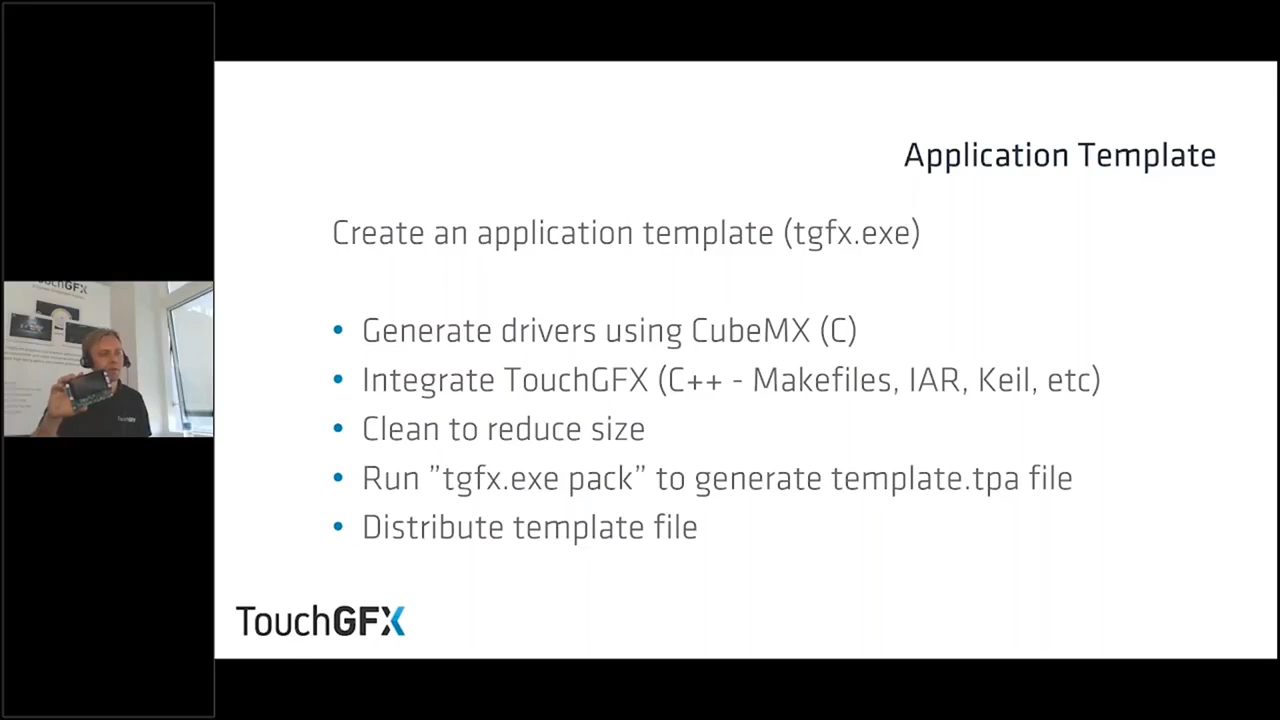 Application Template
Create an application template (tgfx.exe)
• Generate drivers using CubeMX (C)
• Integrate TouchGFX (C++ - Makefiles, IAR, Keil, etc)
• Clean to reduce size
• Run ”tgfx.exe pack” to generate template.tpa file
• Distribute template file
TouchGFX
TouchGFX